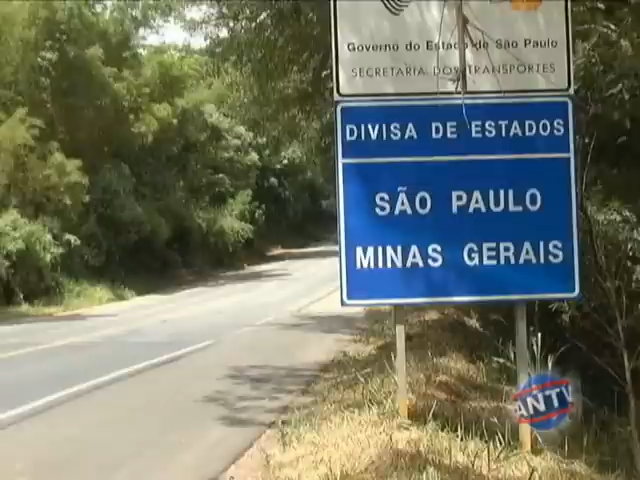 Governo do Estado de São Paulo
SECRETARIA DOS TRANSPORTES
DIVISA DE ESTADOS
SÃO PAULO
MINAS GERAIS
ANTV